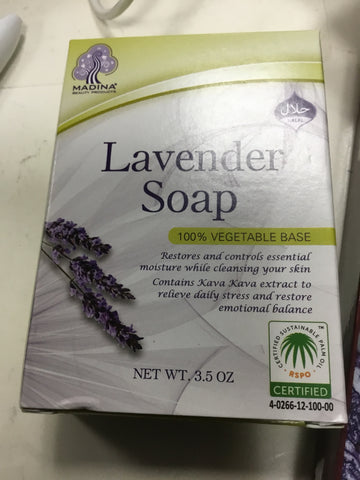 MADINA®
BEAUTY PRODUCTS
حلال
HALAL
Lavender
Soap
100% VEGETABLE BASE
Restores and controls essential
moisture while cleansing your skin
Contains Kava Kava extract to
relieve daily stress and restore
emotional balance
CERTIFIED SUSTAINABLE PALM OIL
TM
RSPO
CERTIFIED
4-0266-12-100-00
NET WT. 3.5 OZ